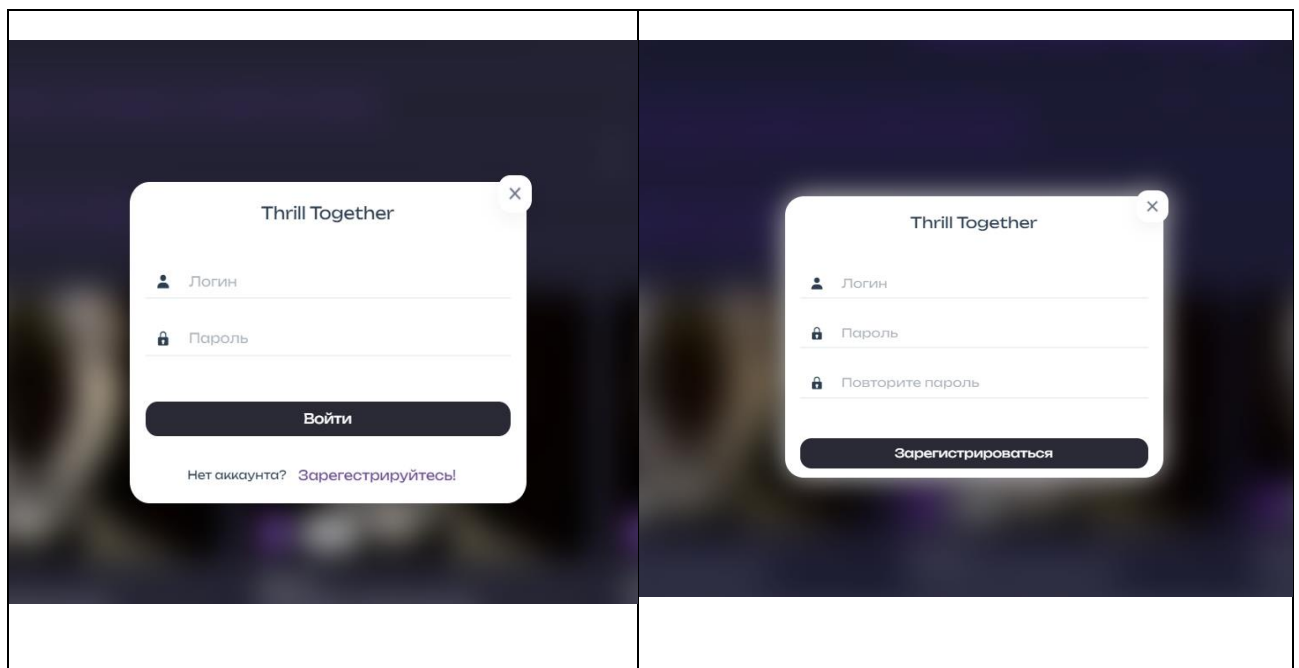 Thrill Together
Логин
Пароль
Войти
Нет аккаунта? Зарегестрируйтесь!
Thrill Together
Логин
Пароль
Повторите пароль
Зарегистрироваться